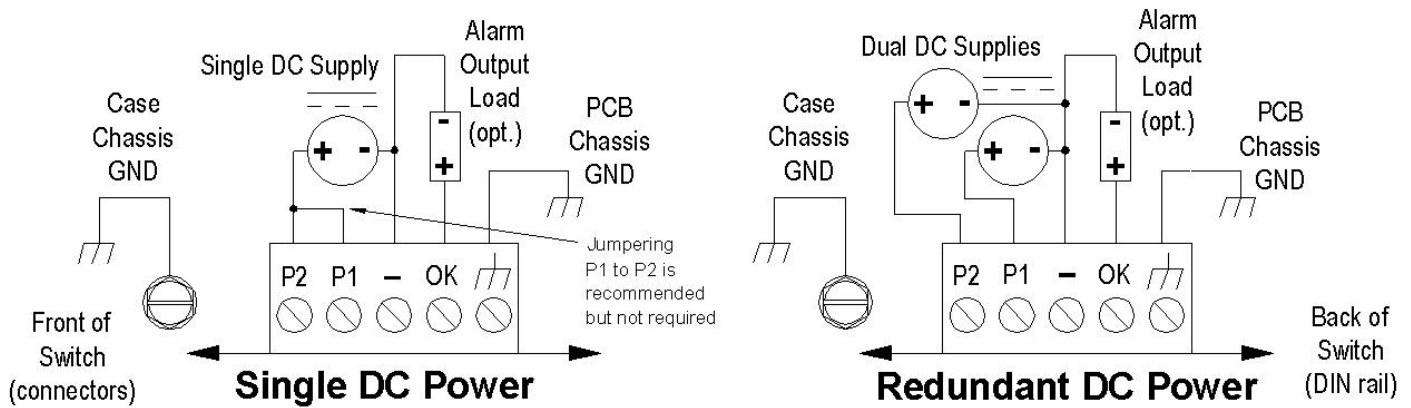 Single DC Supply
Alarm
Output
Load
(opt.)
Case
Chassis
GND
PCB
Chassis
GND
+ -
-
+
Jumpering
P1 to P2 is
recommended
but not required
P2 P1 – OK
Front of
Switch
(connectors)
Single DC Power
Dual DC Supplies
Alarm
Output
Load
(opt.)
Case
Chassis
GND
PCB
Chassis
GND
+ -
+ -
-
+
P2 P1 – OK
Back of
Switch
(DIN rail)
Redundant DC Power